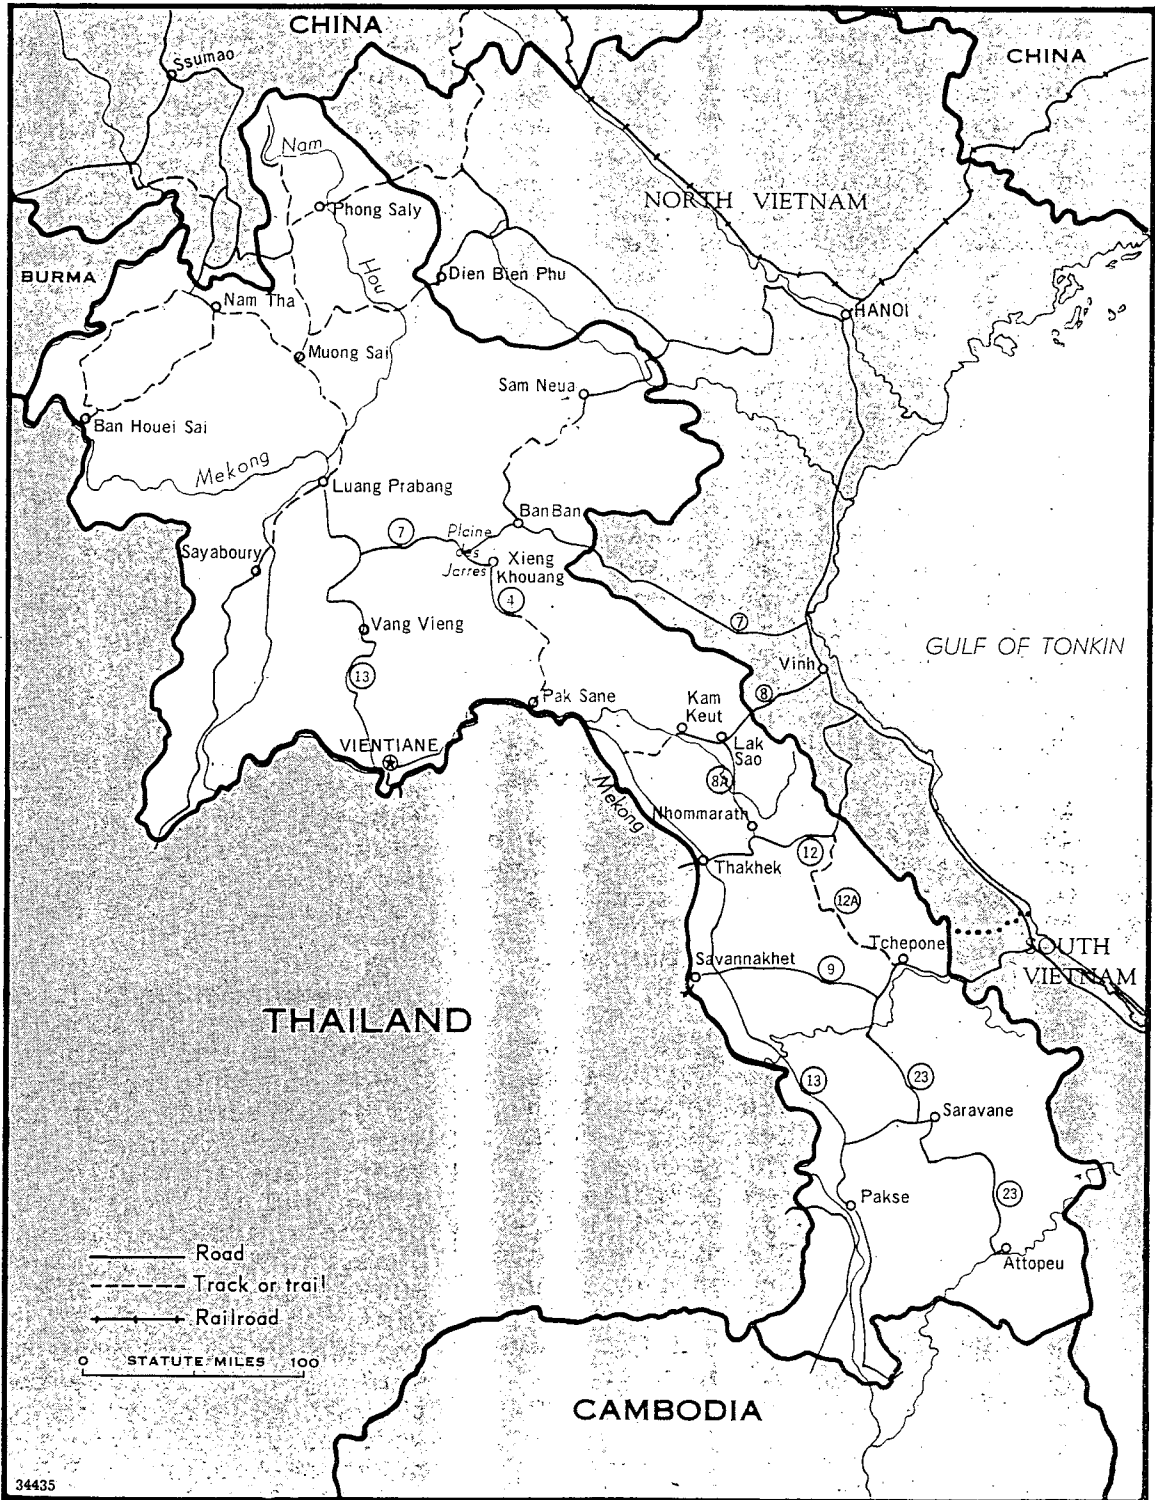 CHINA
Ssumao
CHINA
Nam
NORTH VIETNAM
Phong Saly
Hou
BURMA
Dien Bien Phu
Nam Tha
HANOI
Muong Sai
Sam Neua
Ban Houei Sai
Mekong
Luang Prabang
Ban Ban
7
Plcine
des
Jarres
Xieng
Khouang
Sayaboury
4
7
Vang Vieng
GULF OF TONKIN
Vinh
13
8
Pak Sane
Kam
Keut
VIENTIANE
Lak
Sao
8A
Mekong
Nhommarath
12
Thakhek
12A
Tchepone
SOUTH
VIETNAM
Savannakhet
9
THAILAND
13
23
Saravane
Pakse
23
Attopeu
Road
Track or trail
Railroad
0 STATUTE MILES 100
CAMBODIA
34435